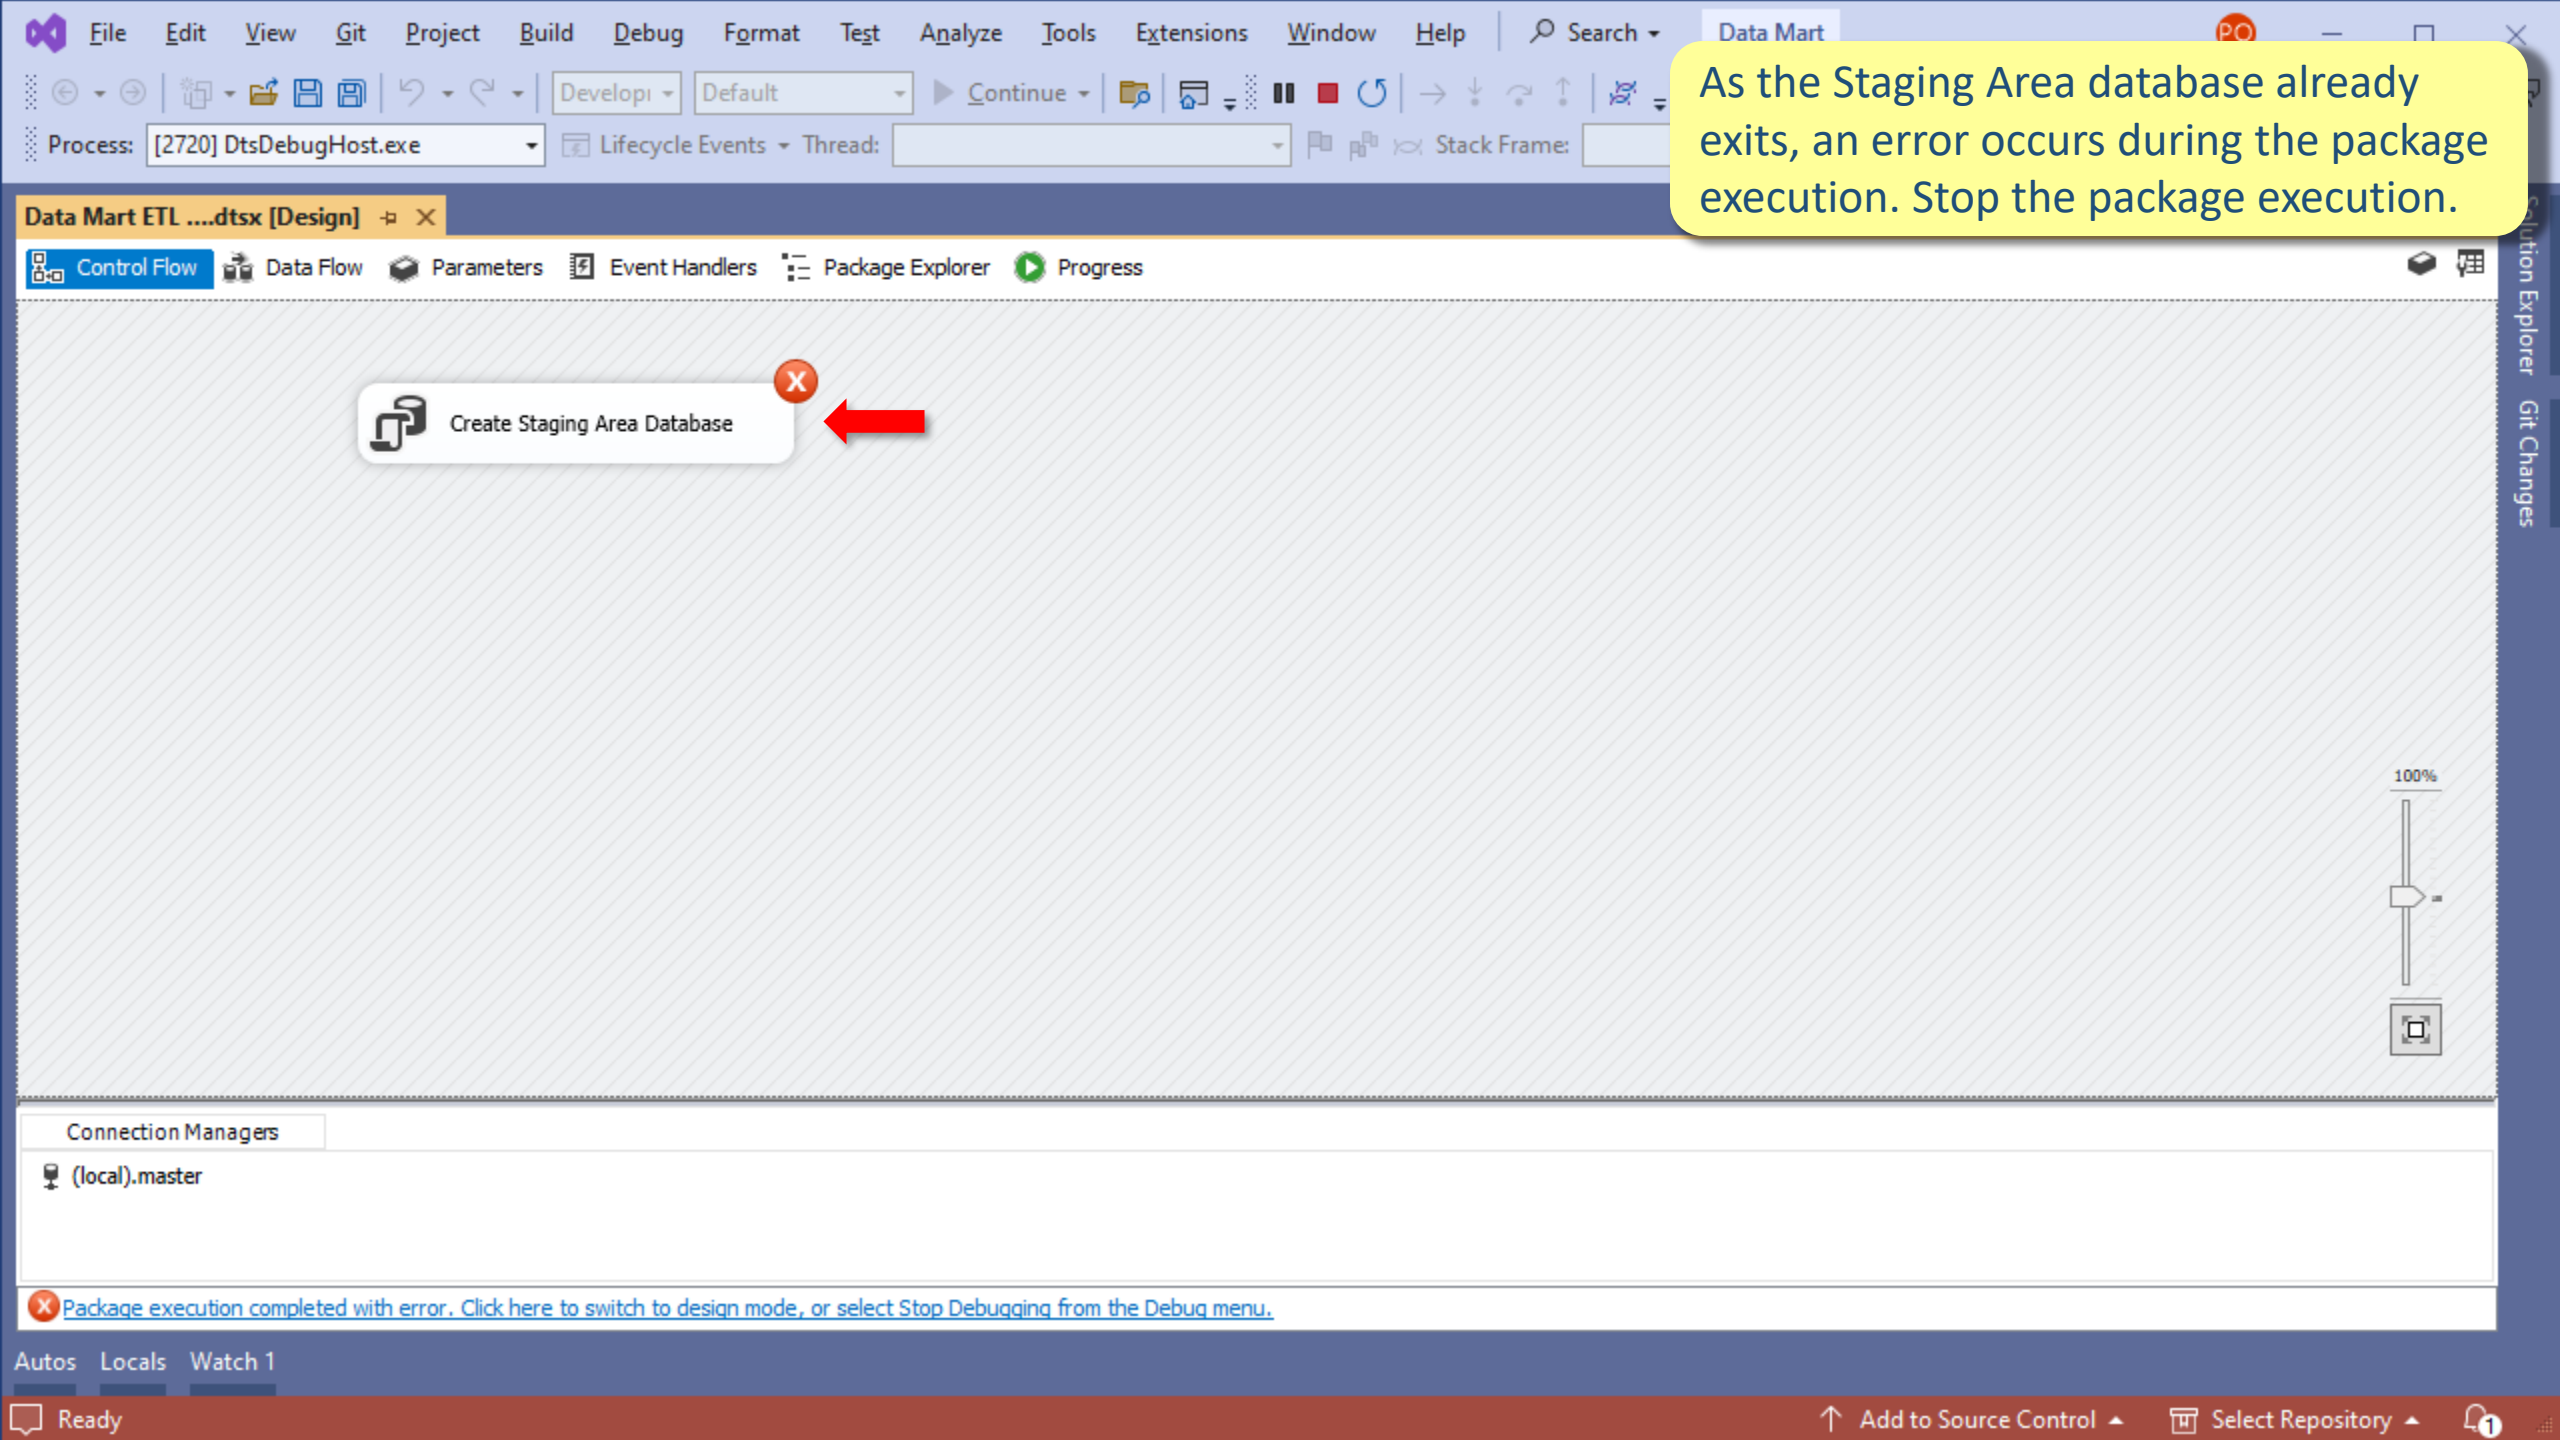 File Edit View Git Project Build Debug Format Test Analyze Tools Extensions Window Help Search Data Mart PO
Default Continue
Process: [2720] DtsDebugHost.exe Lifecycle Events Thread: Stack Frame:
As the Staging Area database already
exits, an error occurs during the package
execution. Stop the package execution.
Data Mart ETL ....dtsx [Design]
Control Flow Data Flow Parameters Event Handlers Package Explorer Progress
X
Create Staging Area Database
100%
Connection Managers
(local).master
X Package execution completed with error. Click here to switch to design mode, or select Stop Debugging from the Debug menu.
Autos Locals Watch 1
Ready Add to Source Control Select Repository 1
Solution Explorer
Git Changes